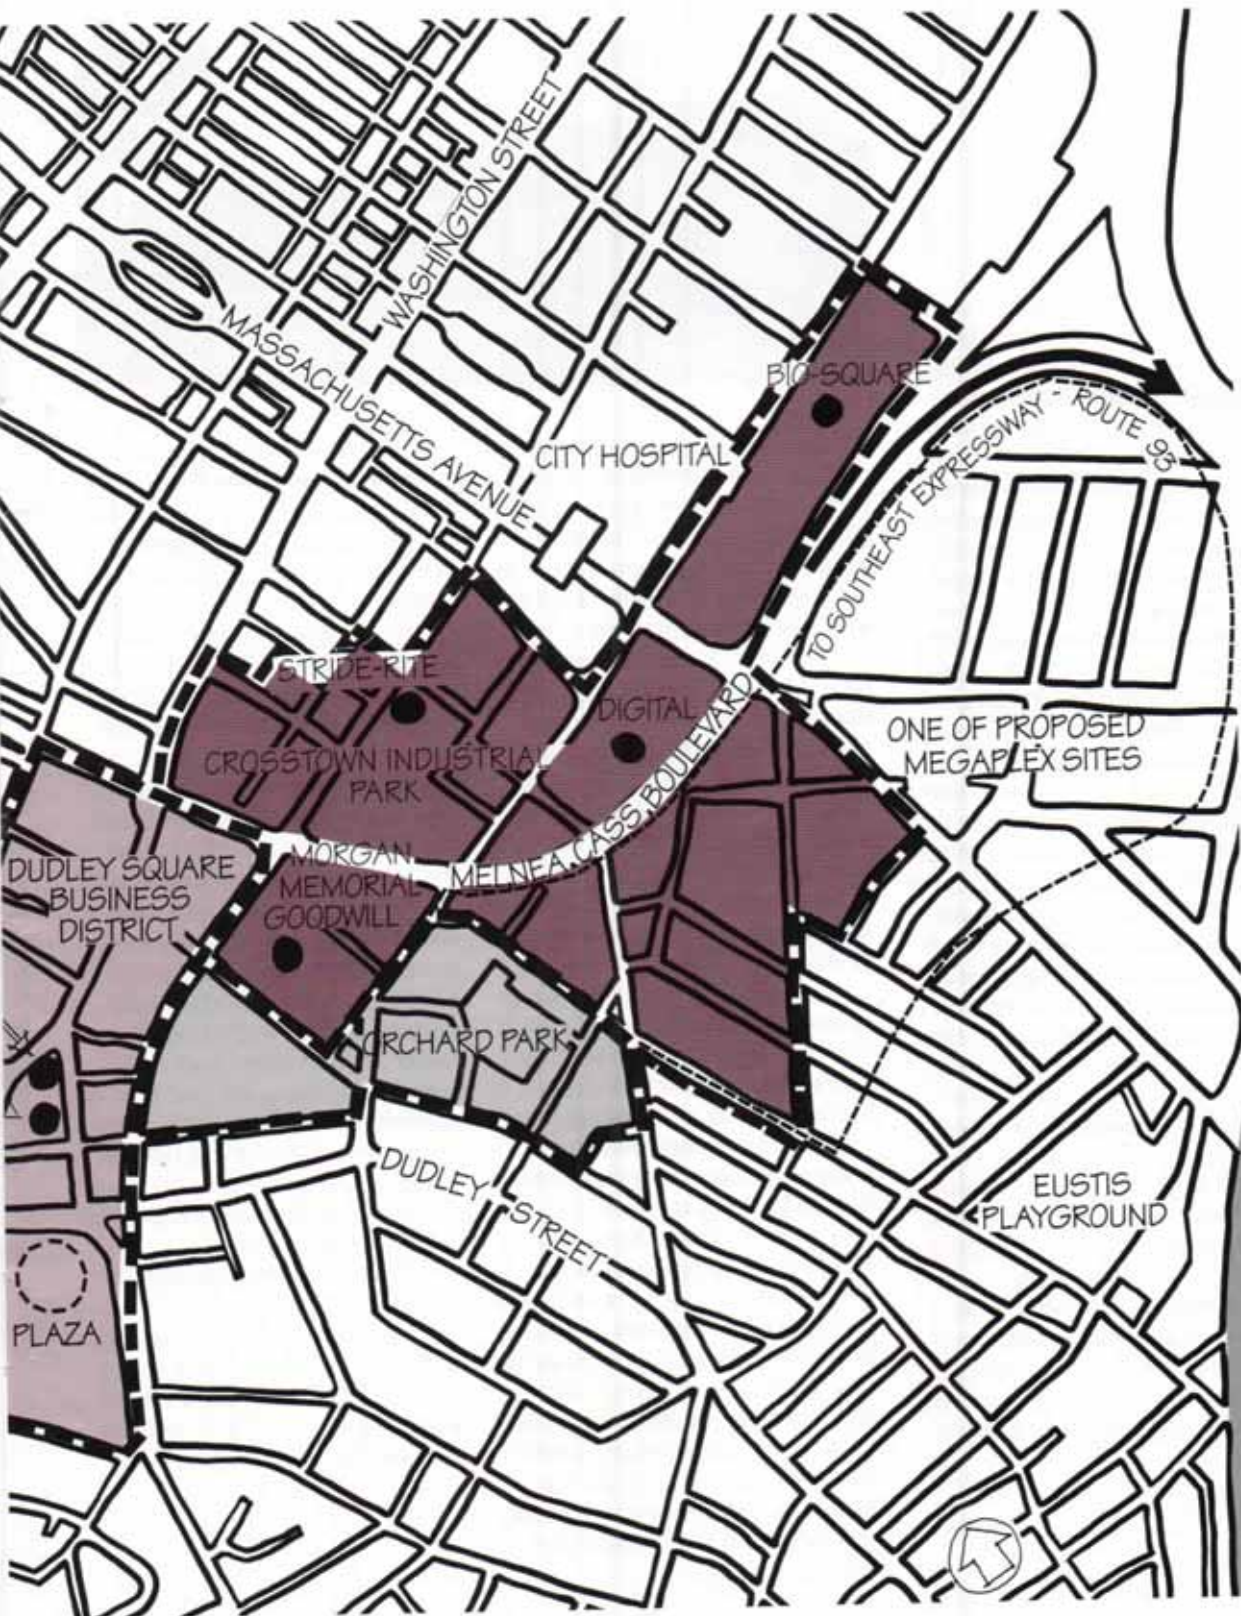 WASHINGTON STREET
MASSACHUSETTS AVENUE
BIO-SQUARE
CITY HOSPITAL
TO SOUTHEAST EXPRESSWAY - ROUTE 93
STRIDE-RITE
DIGITAL
CROSSTOWN INDUSTRIAL
PARK
ONE OF PROPOSED
MEGAPLEX SITES
MELNEA CASS BOULEVARD
MORGAN
MEMORIAL
GOODWILL
DUDLEY SQUARE
BUSINESS
DISTRICT
ORCHARD PARK
DUDLEY STREET
EUSTIS
PLAYGROUND
PLAZA